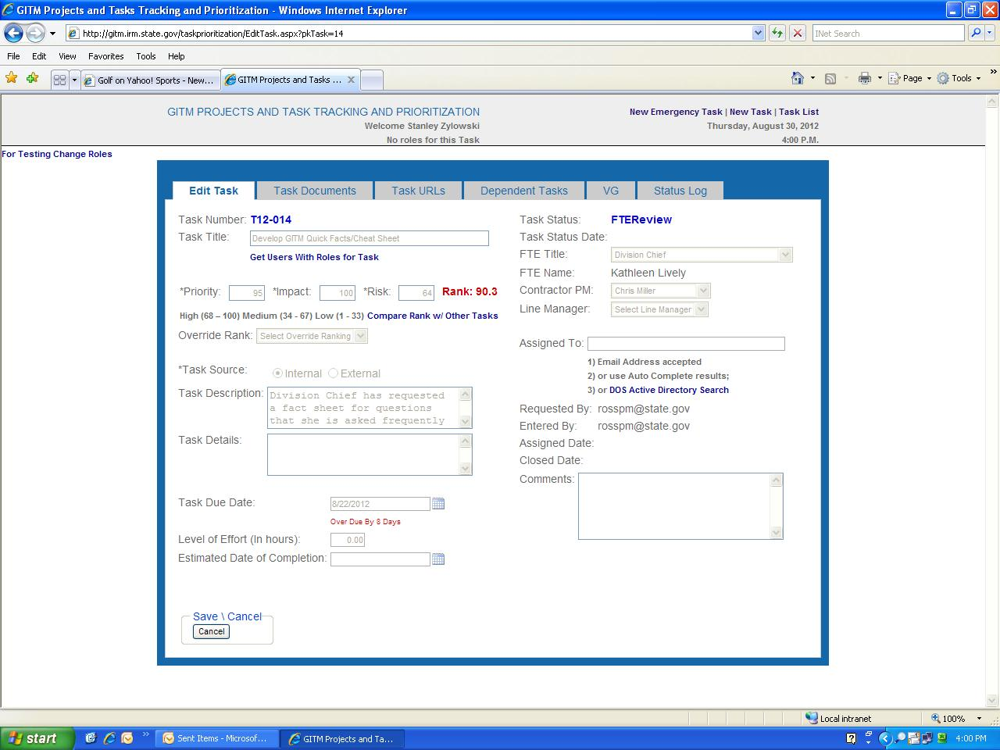 GITM Projects and Tasks Tracking and Prioritization - Windows Internet Explorer
http://gitm.irm.state.gov/taskprioritization/EditTask.aspx?pkTask=14
INet Search
File Edit View Favorites Tools Help
Golf on Yahoo! Sports - New...
GITM Projects and Tasks ...
Page Tools
GITM PROJECTS AND TASK TRACKING AND PRIORITIZATION
New Emergency Task | New Task | Task List
Welcome Stanley Zylowski
Thursday, August 30, 2012
No roles for this Task
4:00 P.M.
For Testing Change Roles
Edit Task Task Documents Task URLs Dependent Tasks VG Status Log
Task Number: T12-014
Task Title: Develop GITM Quick Facts/Cheat Sheet
Get Users With Roles for Task
*Priority: 95 *Impact: 100 *Risk: 64 Rank: 90.3
High (68 – 100) Medium (34 - 67) Low (1 - 33) Compare Rank w/ Other Tasks
Override Rank: Select Override Ranking
*Task Source: Internal External
Task Description: Division Chief has requested
a fact sheet for questions
that she is asked frequently
Task Details:
Task Due Date: 8/22/2012
Over Due By 8 Days
Level of Effort (In hours): 0.00
Estimated Date of Completion:
Save \ Cancel
Cancel
Task Status: FTEReview
Task Status Date:
FTE Title: Division Chief
FTE Name: Kathleen Lively
Contractor PM: Chris Miller
Line Manager: Select Line Manager
Assigned To:
1) Email Address accepted
2) or use Auto Complete results;
3) or DOS Active Directory Search
Requested By: rosspm@state.gov
Entered By: rosspm@state.gov
Assigned Date:
Closed Date:
Comments:
Local intranet
100%
start
Sent Items - Microsof...
GITM Projects and Ta...
4:00 PM